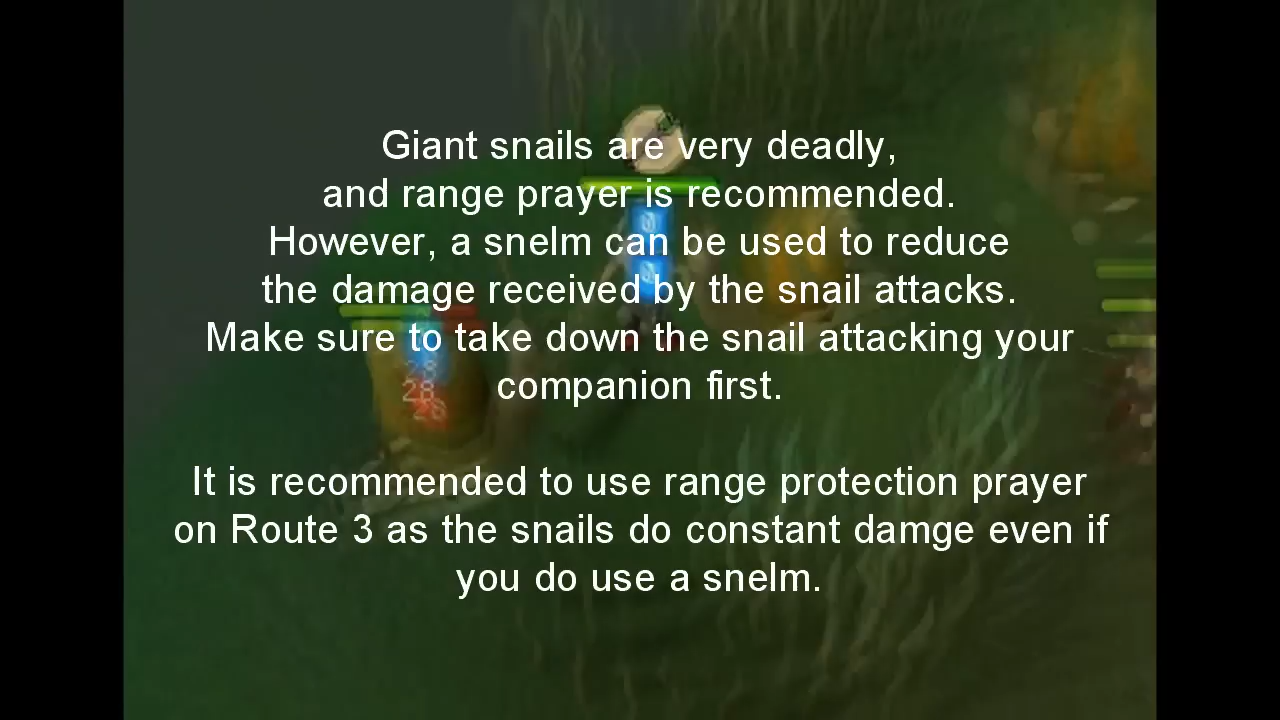 Giant snails are very deadly,
and range prayer is recommended.
However, a snelm can be used to reduce
the damage received by the snail attacks.
Make sure to take down the snail attacking your
companion first.
It is recommended to use range protection prayer
on Route 3 as the snails do constant damge even if
you do use a snelm.
0
28
28